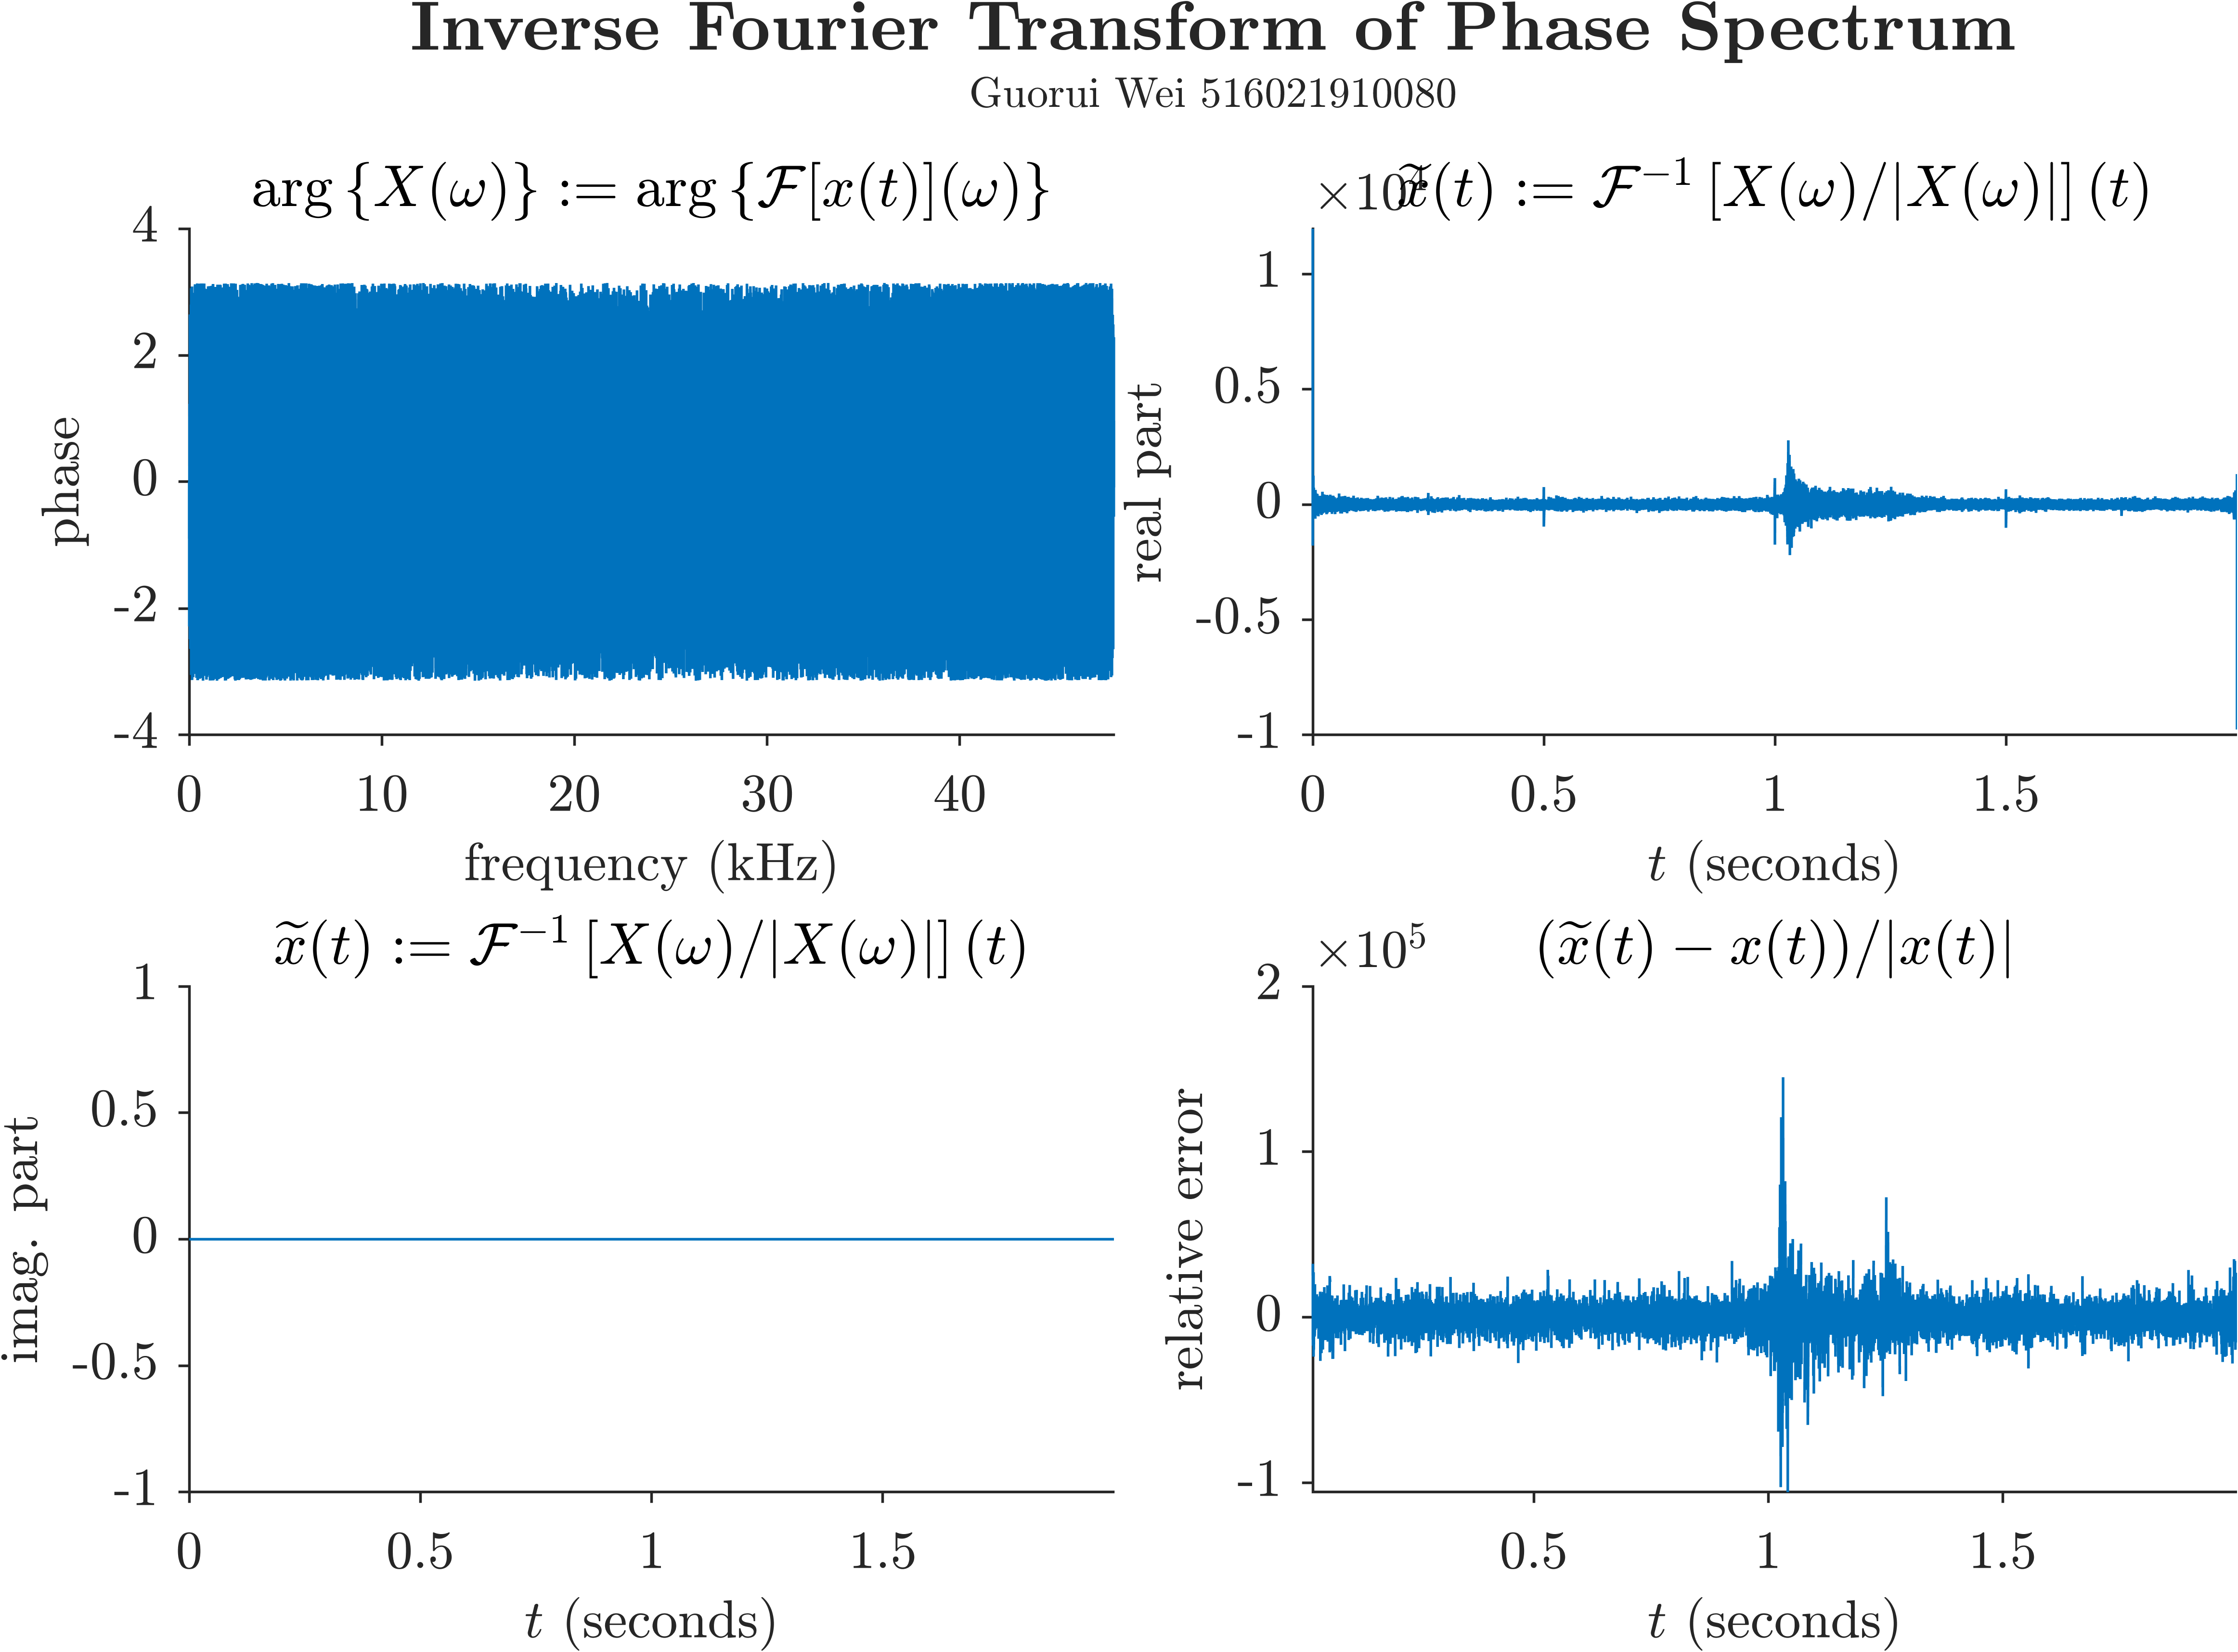 Inverse Fourier Transform of Phase Spectrum
Guorui Wei 516021910080
arg {X(ω)} := arg {ℱ[x(t)](ω)}
4
2
0
-2
-4
phase
0 10 20 30 40
frequency (kHz)
×10⁴
x̃(t) := ℱ⁻¹ [X(ω)/|X(ω)|] (t)
1
0.5
0
-0.5
-1
real part
0 0.5 1 1.5
t (seconds)
x̃(t) := ℱ⁻¹ [X(ω)/|X(ω)|] (t)
1
0.5
0
-0.5
-1
imag. part
0 0.5 1 1.5
t (seconds)
×10⁵
(x̃(t) − x(t))/|x(t)|
2
1
0
-1
relative error
0.5 1 1.5
t (seconds)